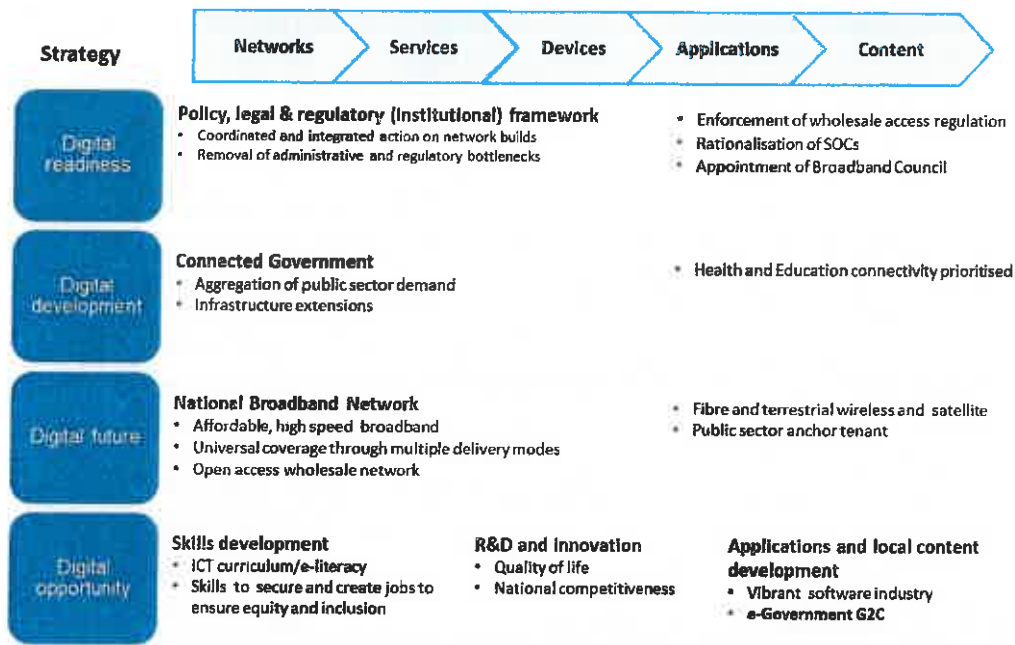 Strategy
Networks
Services
Devices
Applications
Content
Digital
readiness
Policy, legal & regulatory (Institutional) framework
• Coordinated and integrated action on network builds
• Removal of administrative and regulatory bottlenecks
• Enforcement of wholesale access regulation
• Rationalisation of SOCs
• Appointment of Broadband Council
Digital
development
Connected Government
• Aggregation of public sector demand
• Infrastructure extensions
• Health and Education connectivity prioritised
Digital future
National Broadband Network
• Affordable, high speed broadband
• Universal coverage through multiple delivery modes
• Open access wholesale network
• Fibre and terrestrial wireless and satellite
• Public sector anchor tenant
Digital
opportunity
Skills development
• ICT curriculum/e-literacy
• Skills to secure and create jobs to
ensure equity and inclusion
R&D and innovation
• Quality of life
• National competitiveness
Applications and local content
development
• Vibrant software industry
• e-Government G2C